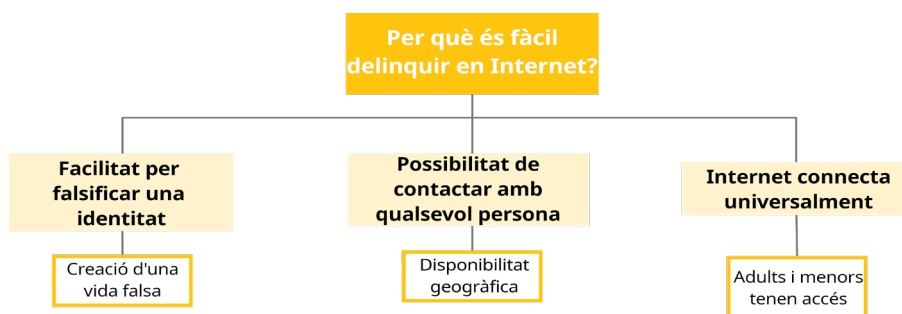 Per què és fàcil
delinquir en Internet?
Facilitat per
falsificar una
identitat
Possibilitat de
contactar amb
qualsevol persona
Internet connecta
universalment
Creació d'una
vida falsa
Disponibilitat
geogràfica
Adults i menors
tenen accés